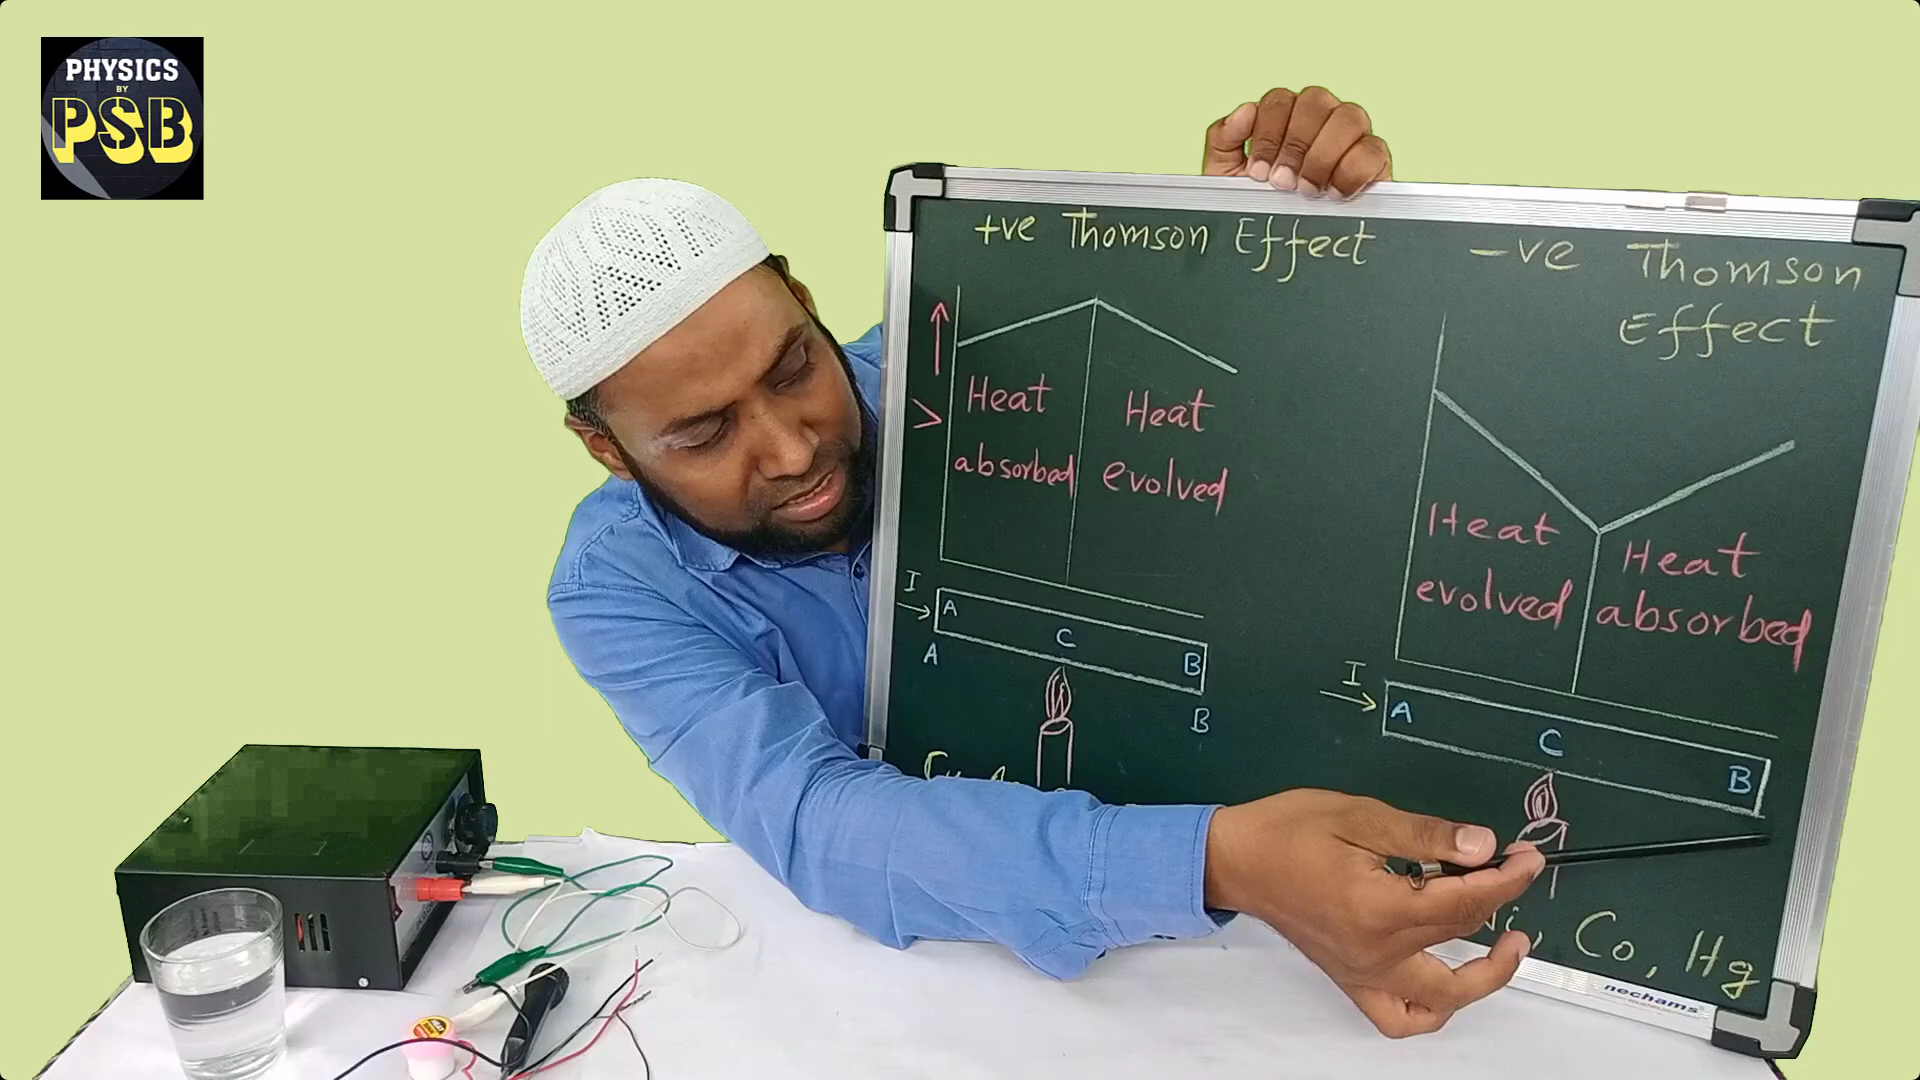 PHYSICS
BY
PSB
+ve Thomson Effect
-ve Thomson
Effect
V
Heat
absorbed
Heat
evolved
Heat
evolved
Heat
absorbed
I
A
C
B
A
B
I
A
C
B
Ni, Co, Hg
nechams